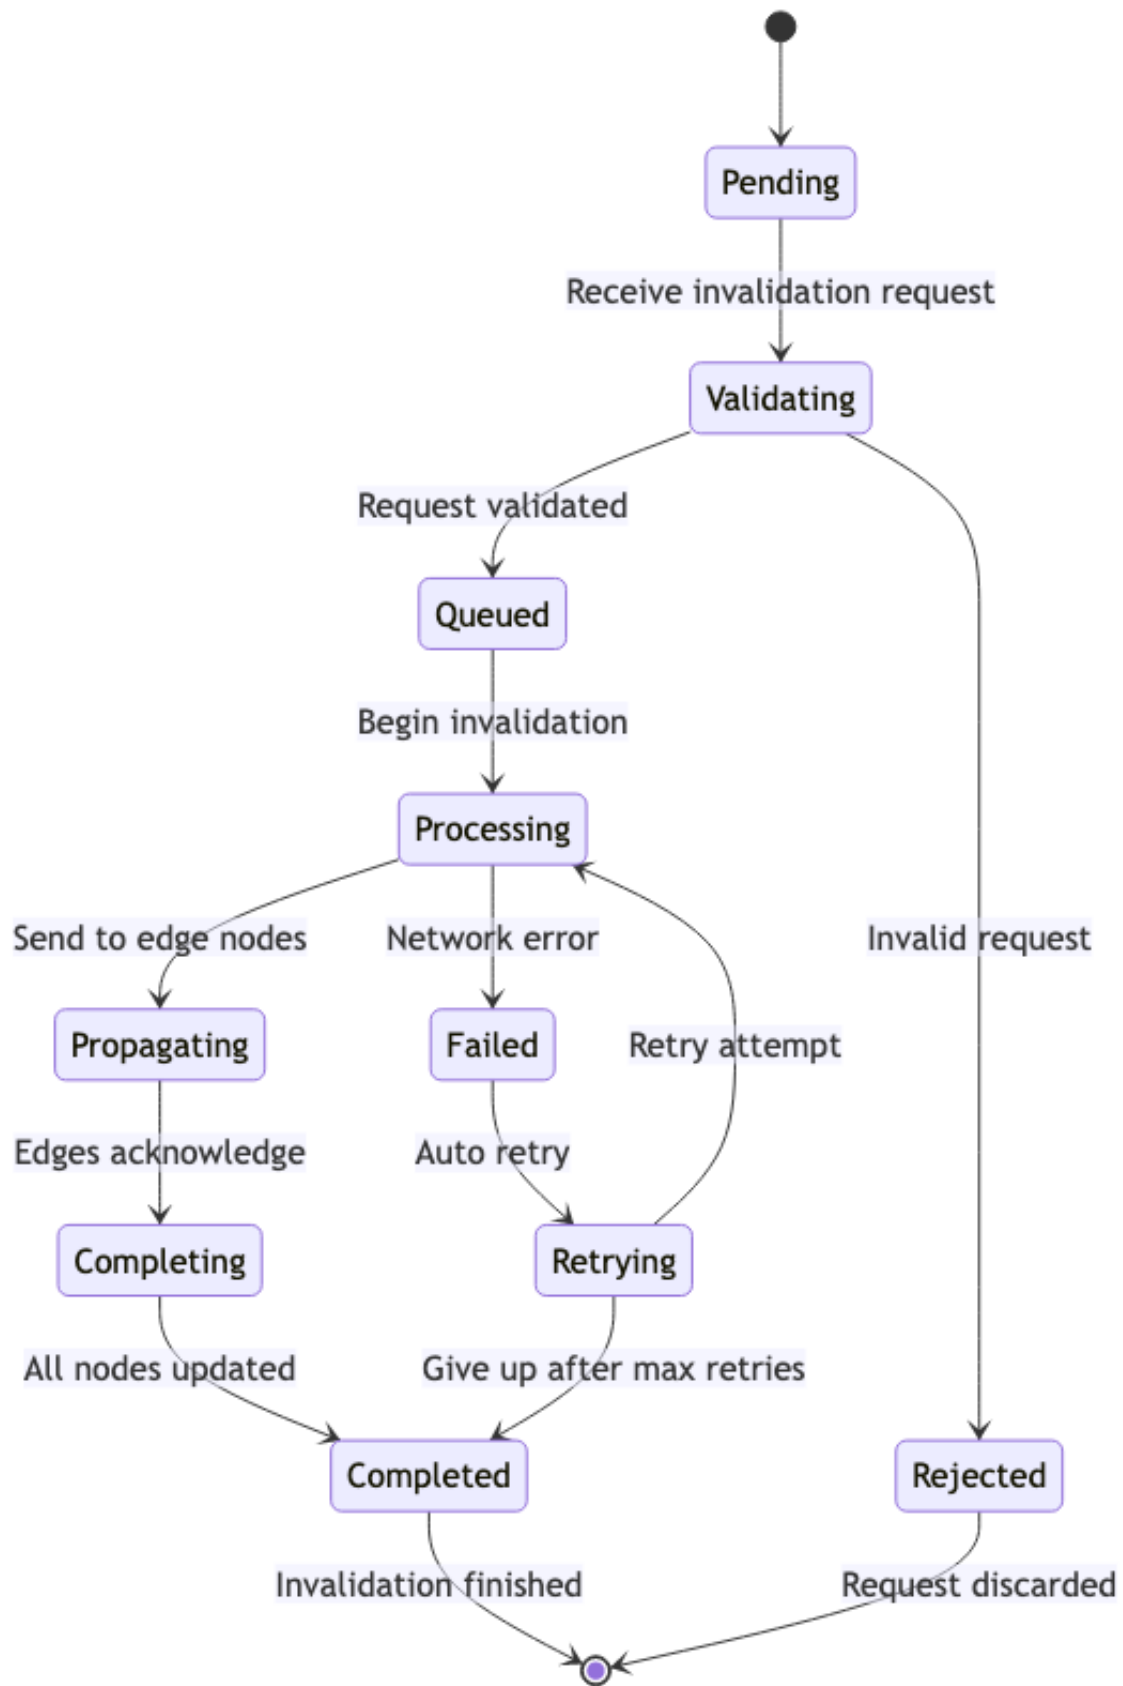 Pending
Receive invalidation request
Validating
Request validated
Queued
Begin invalidation
Processing
Send to edge nodes
Network error
Invalid request
Propagating
Failed
Retry attempt
Edges acknowledge
Auto retry
Completing
Retrying
All nodes updated
Give up after max retries
Completed
Rejected
Invalidation finished
Request discarded